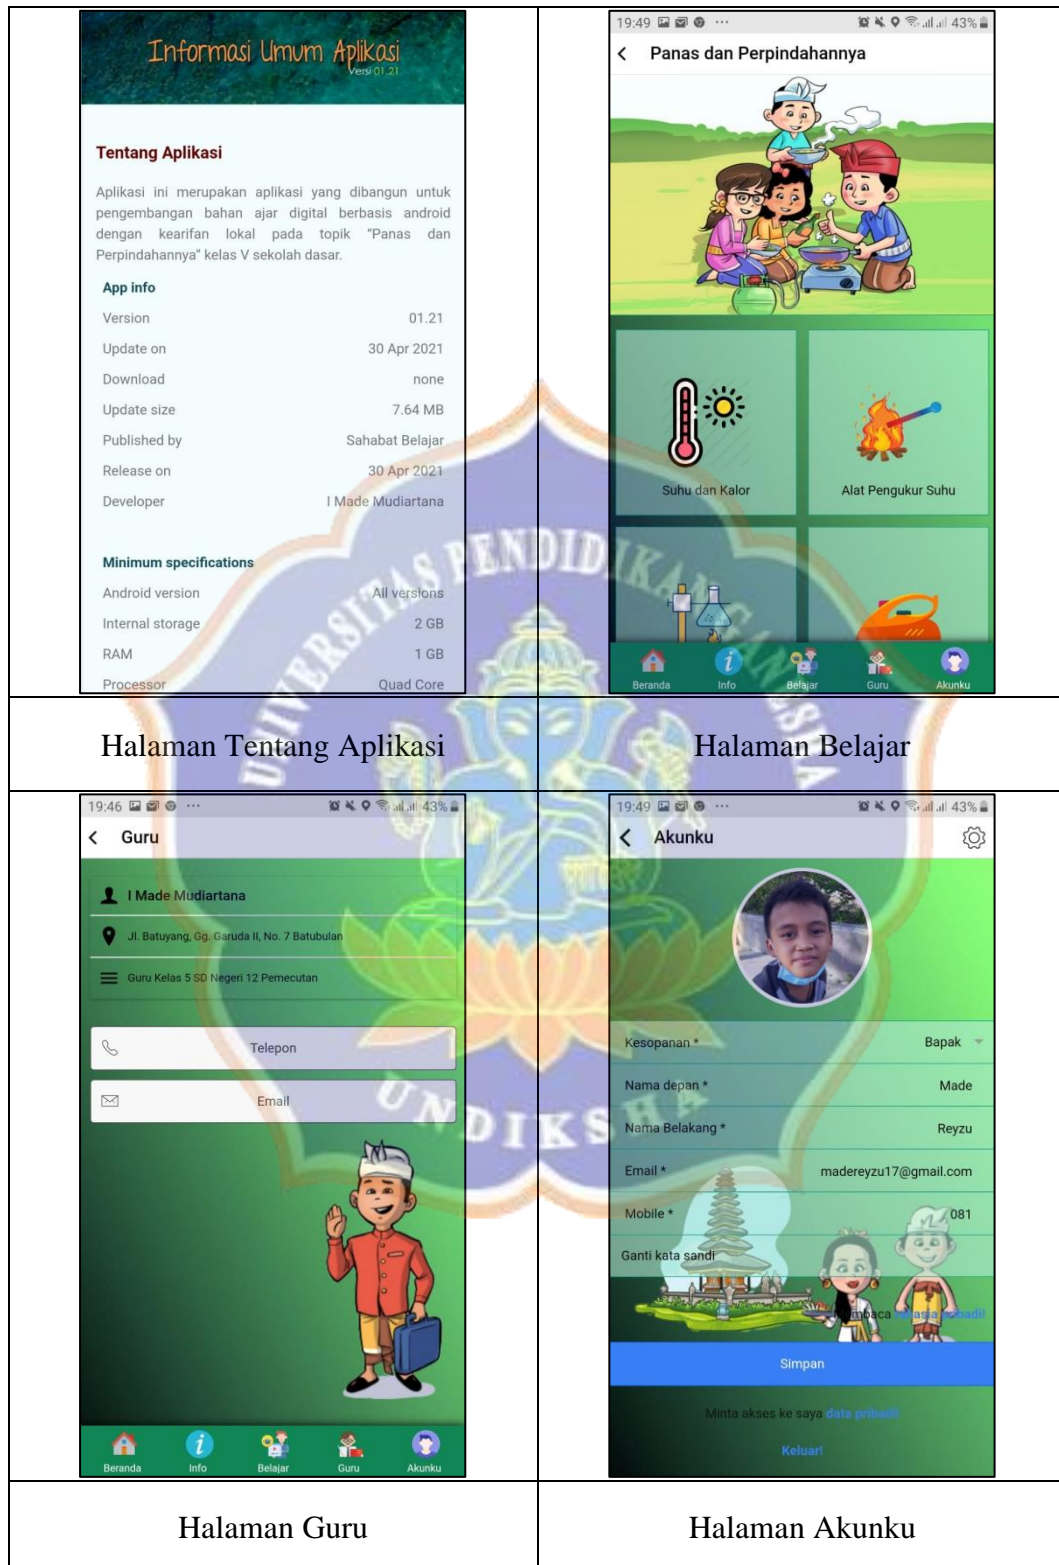 Informasi Umum Aplikasi
Versi 01.21
Tentang Aplikasi
Aplikasi ini merupakan aplikasi yang dibangun untuk
pengembangan bahan ajar digital berbasis android
dengan kearifan lokal pada topik “Panas dan
Perpindahannya” kelas V sekolah dasar.
App info
Version 01.21
Update on 30 Apr 2021
Download none
Update size 7.64 MB
Published by Sahabat Belajar
Release on 30 Apr 2021
Developer I Made Mudiartana
Minimum specifications
Android version All versions
Internal storage 2 GB
RAM 1 GB
Processor Quad Core
19:49 43%
Panas dan Perpindahannya
Suhu dan Kalor Alat Pengukur Suhu
Beranda Info Belajar Guru Akunku
Halaman Tentang Aplikasi
Halaman Belajar
19:46 43%
Guru
I Made Mudiartana
Jl. Batuyang, Gg. Garuda II, No. 7 Batubulan
Guru Kelas 5 SD Negeri 12 Pemecutan
Telepon
Email
Beranda Info Belajar Guru Akunku
19:49 43%
Akunku
Kesopanan * Bapak
Nama depan * Made
Nama Belakang * Reyzu
Email * madereyzu17@gmail.com
Mobile * 081
Ganti kata sandi
Membaca rahasia pribadi!
Simpan
Minta akses ke saya data pribadi!
Keluar!
Halaman Guru
Halaman Akunku
UNIVERSITAS PENDIDIKAN GANESHA
UNDIKSHA